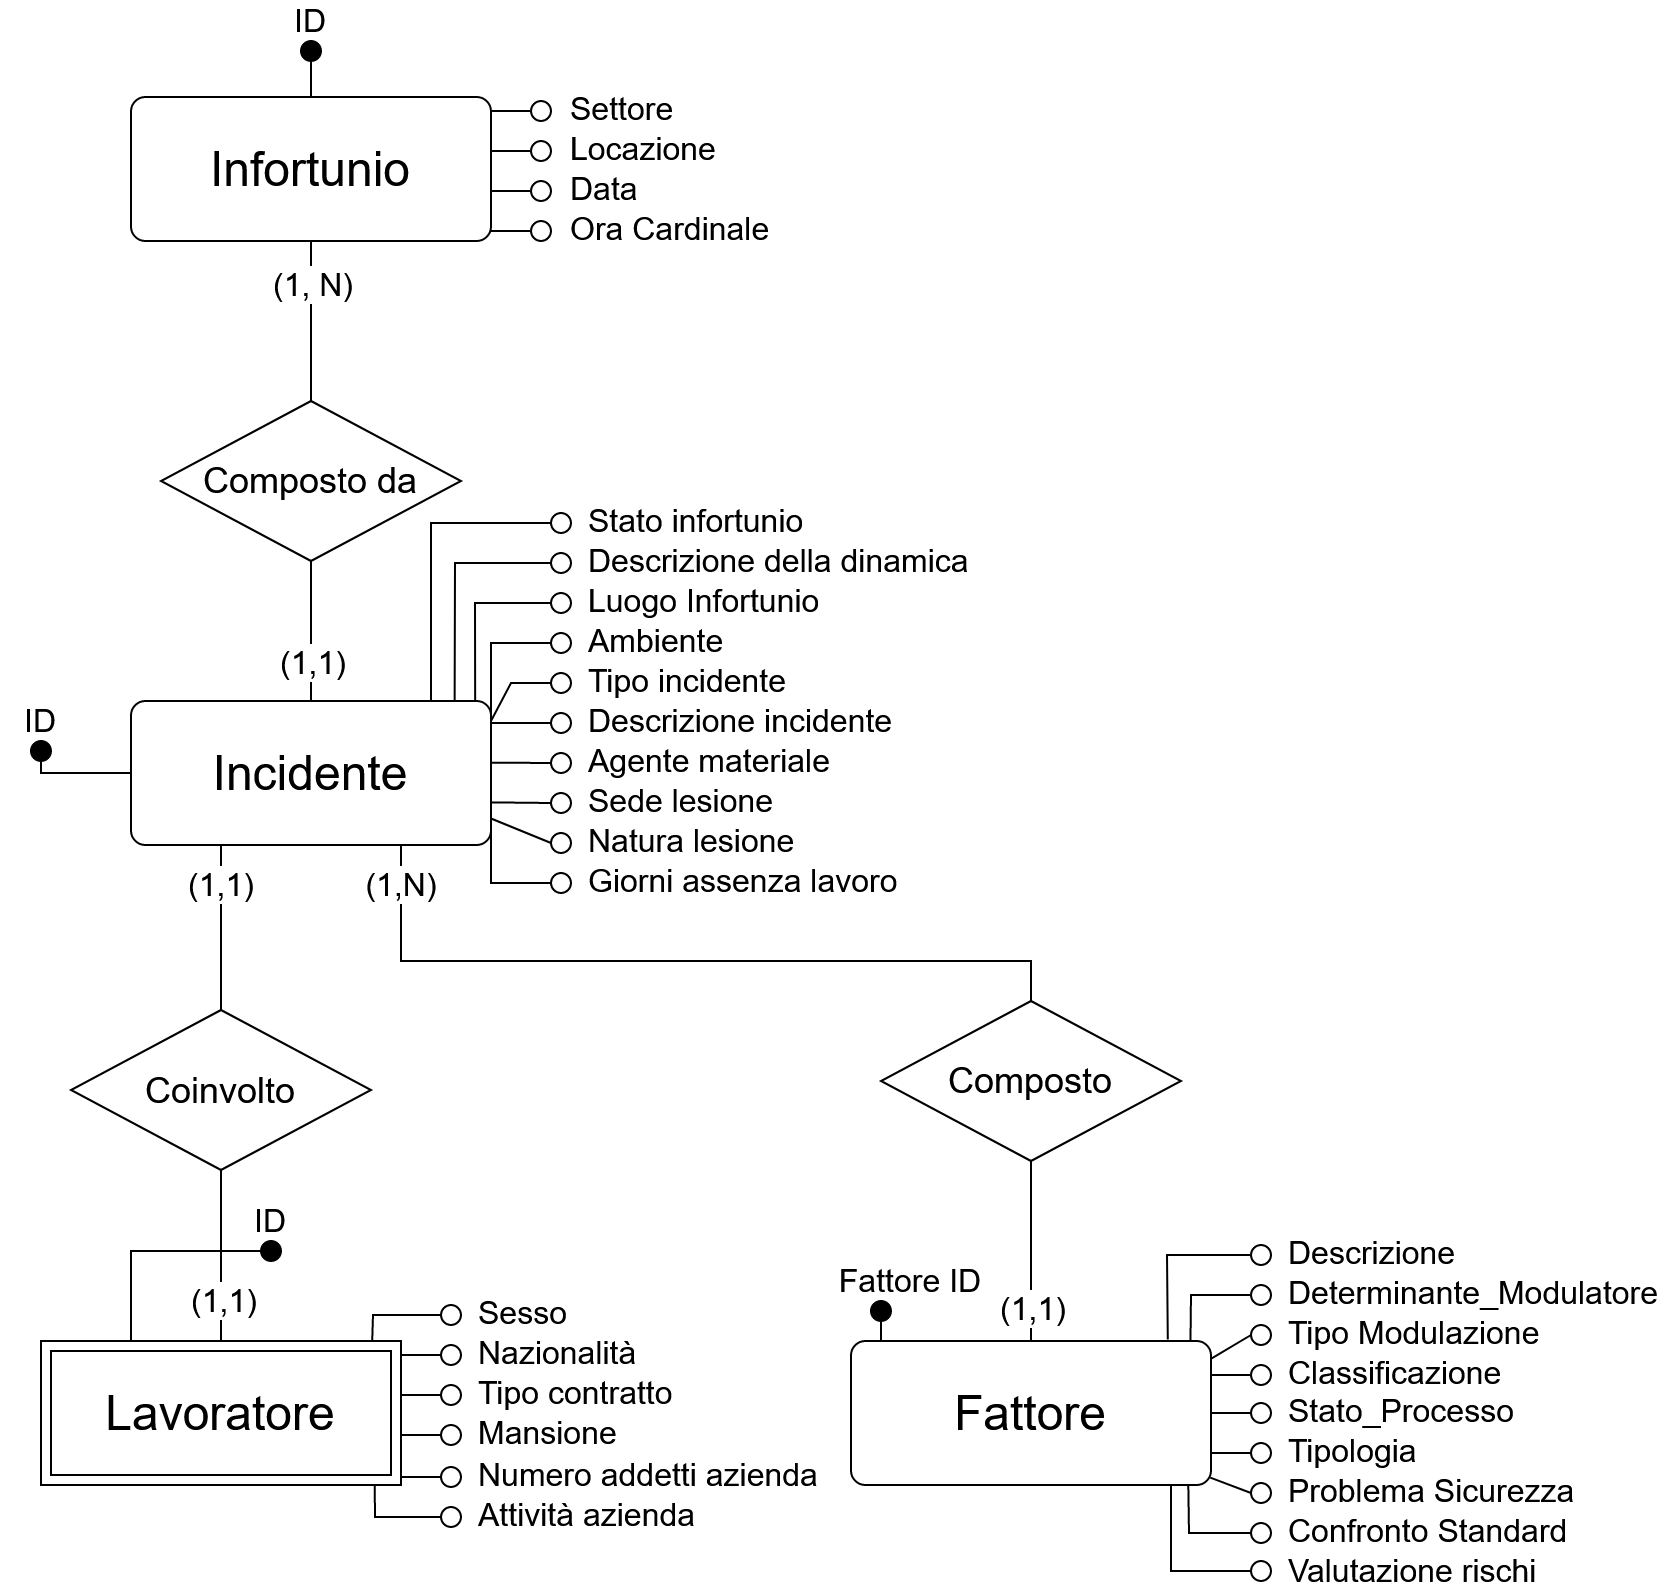 ID
Infortunio
Settore
Locazione
Data
Ora Cardinale
(1, N)
Composto da
Stato infortunio
Descrizione della dinamica
Luogo Infortunio
Ambiente
(1,1)
Tipo incidente
ID
Descrizione incidente
Incidente
Agente materiale
Sede lesione
Natura lesione
(1,1)
(1,N)
Giorni assenza lavoro
Coinvolto
Composto
ID
(1,1)
Lavoratore
Sesso
Nazionalità
Tipo contratto
Mansione
Numero addetti azienda
Attività azienda
Fattore ID
(1,1)
Fattore
Descrizione
Determinante_Modulatore
Tipo Modulazione
Classificazione
Stato_Processo
Tipologia
Problema Sicurezza
Confronto Standard
Valutazione rischi